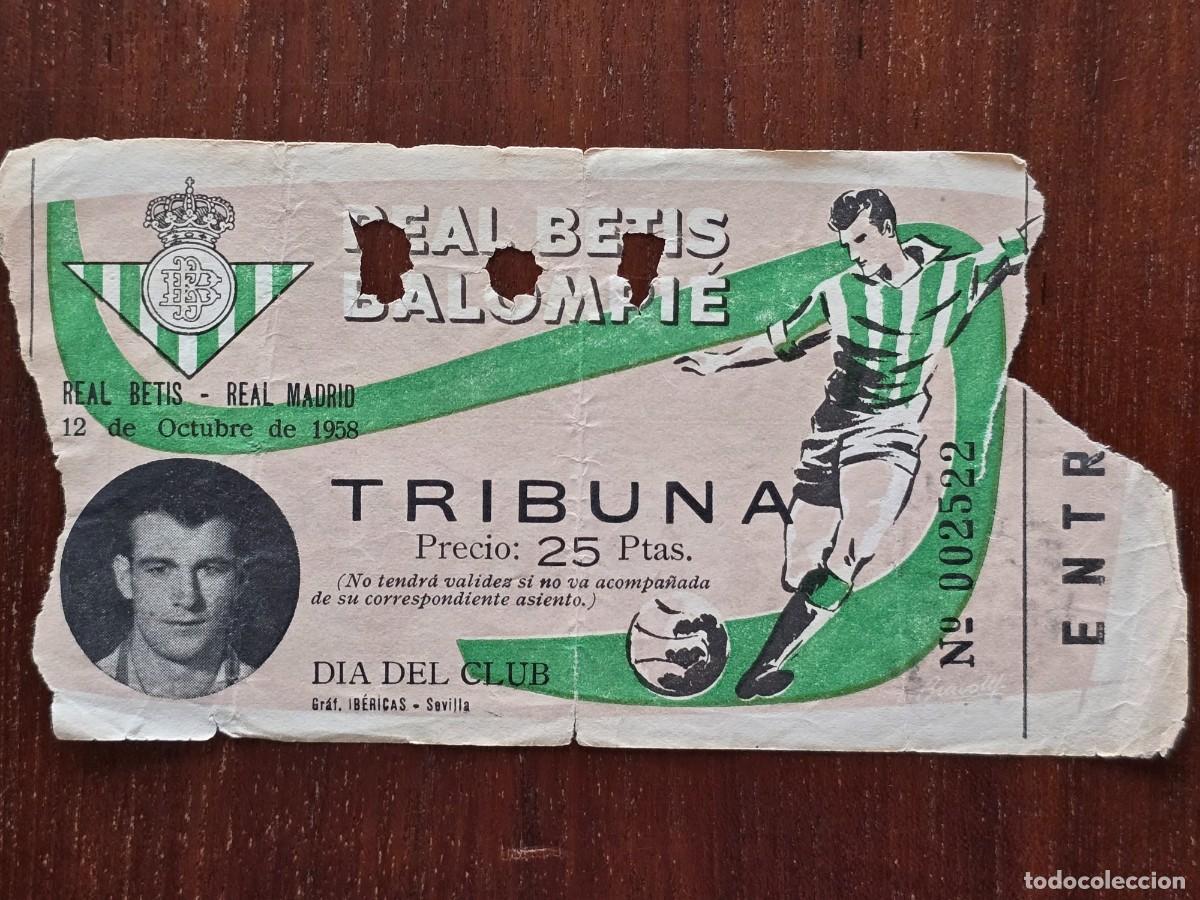 REAL BETIS
BALOMPIÉ
REAL BETIS - REAL MADRID
12 de Octubre de 1958
TRIBUNA
Precio: 25 Ptas.
(No tendrá validez si no va acompañada
de su correspondiente asiento.)
DIA DEL CLUB
Gráf. IBÉRICAS - Sevilla
Nº 002522
ENTR
todocoleccion